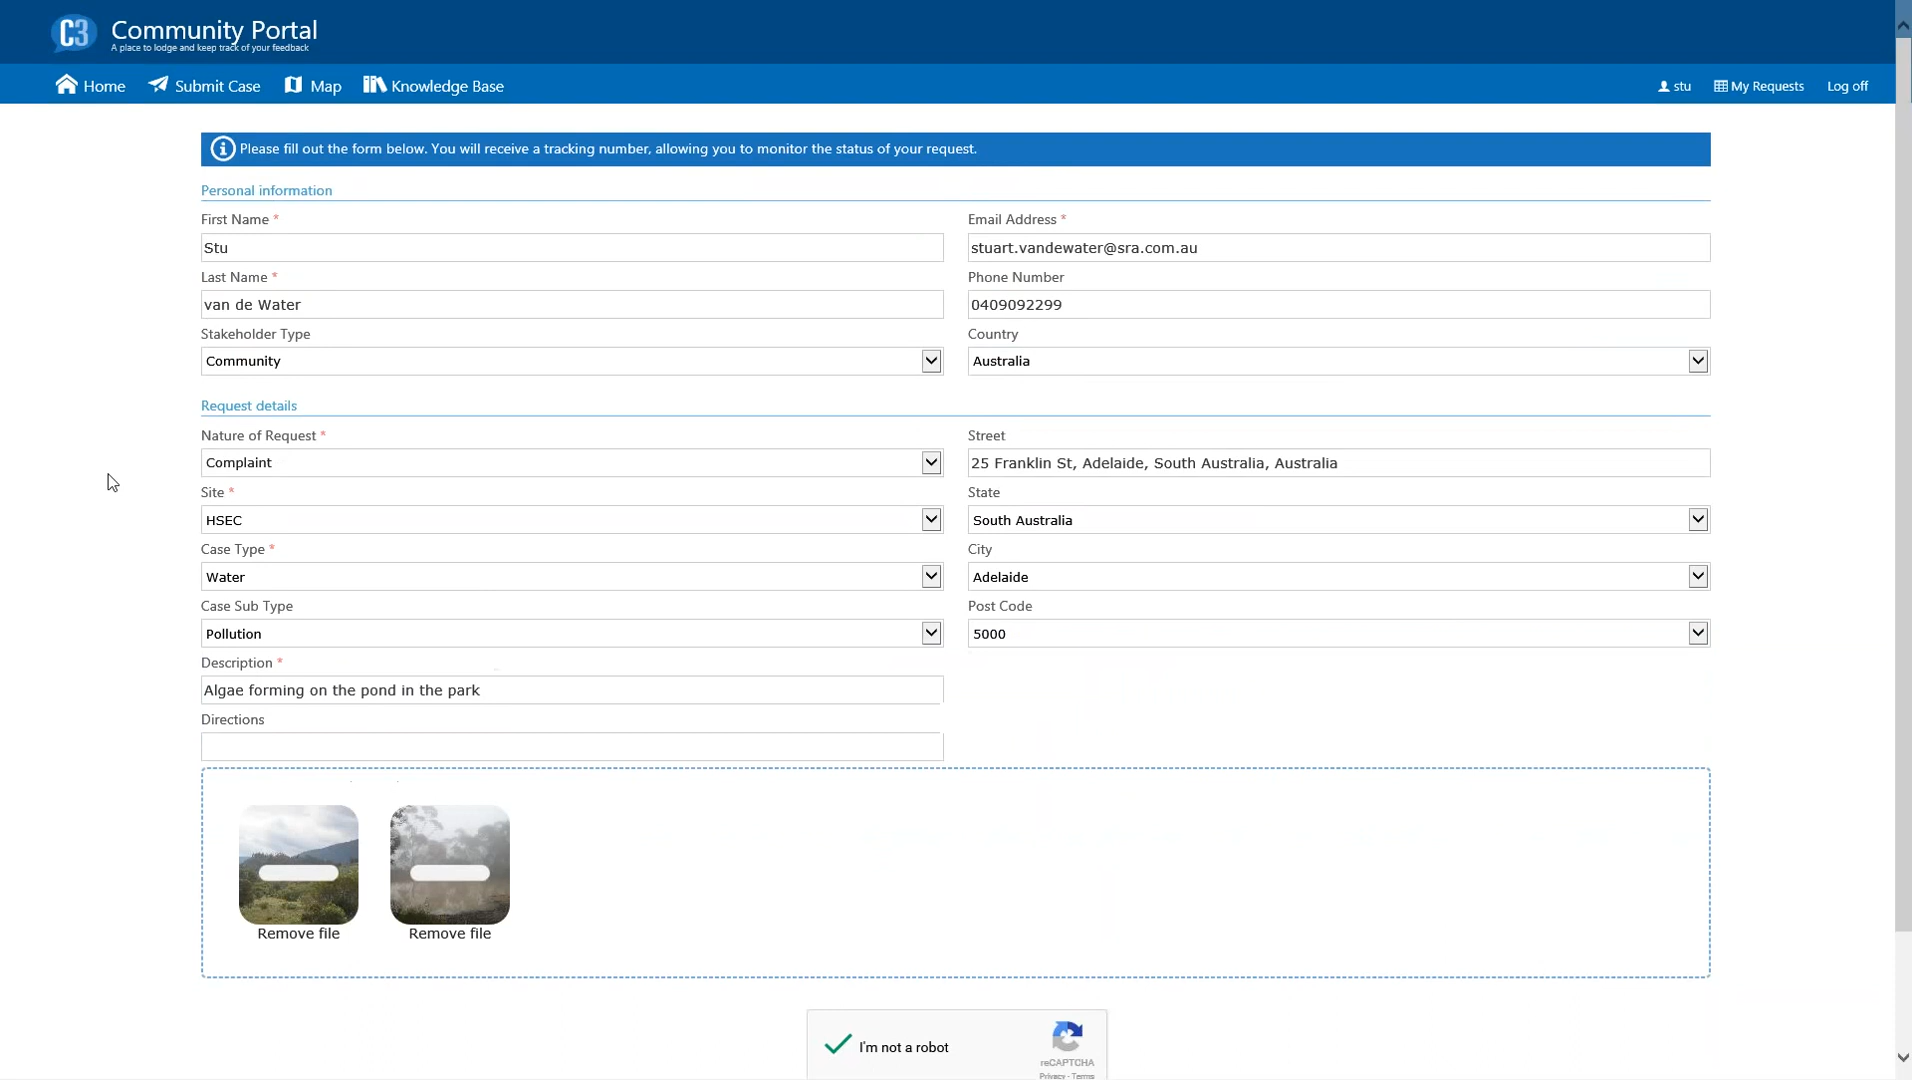 C3 Community Portal
A place to lodge and keep track of your feedback
Home Submit Case Map Knowledge Base stu My Requests Log off
Please fill out the form below. You will receive a tracking number, allowing you to monitor the status of your request.
Personal information
First Name * Email Address *
Stu stuart.vandewater@sra.com.au
Last Name * Phone Number
van de Water 0409092299
Stakeholder Type Country
Community Australia
Request details
Nature of Request * Street
Complaint 25 Franklin St, Adelaide, South Australia, Australia
Site * State
HSEC South Australia
Case Type * City
Water Adelaide
Case Sub Type Post Code
Pollution 5000
Description *
Algae forming on the pond in the park
Directions
Remove file Remove file
I'm not a robot
reCAPTCHA
Privacy - Terms